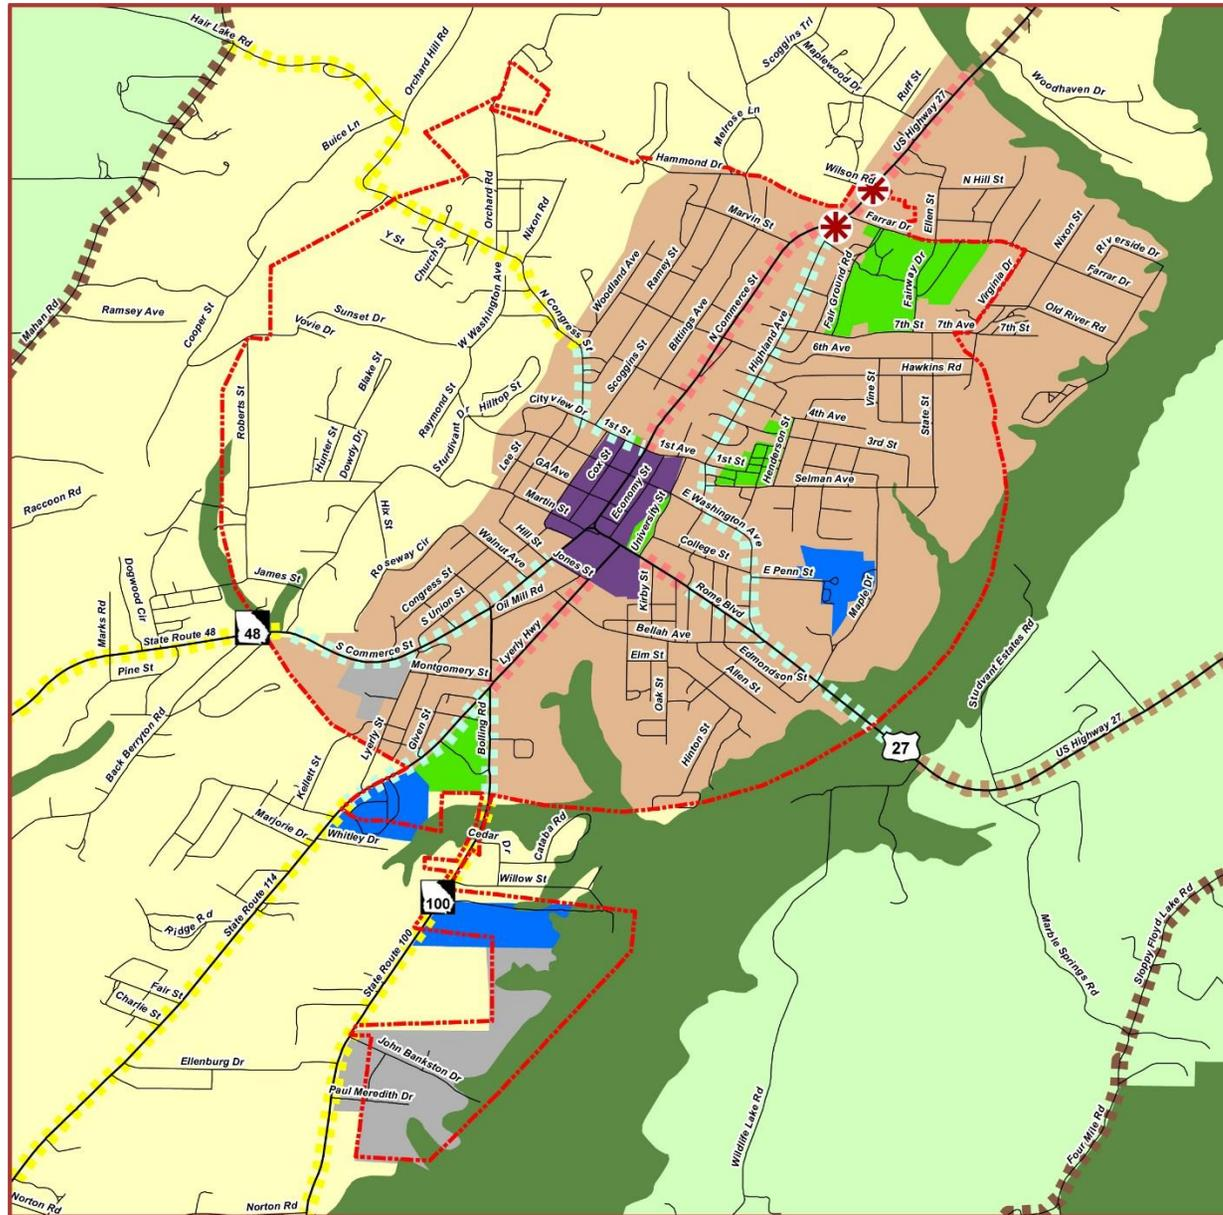 Hair Lake Rd
Orchard Hill Rd
Scoggins Trl
Maplewood Dr
Ruff St
Woodhaven Dr
US Highway 27
Buice Ln
Melrose Ln
Hammond Dr
Wilson Rd
N Hill St
Orchard Rd
Nixon Rd
Marvin St
Farrar Dr
Ellen St
Nixon St
Riverside Dr
Y St
Church St
Woodland Ave
Ramey St
Fair Ground Rd
Fairway Dr
Virginia Dr
Farrar Dr
Mahan Rd
Ramsey Ave
Cooper St
Vovie Dr
Sunset Dr
W Washington Ave
N Congress St
Bittings Ave
N Commerce St
Highland Ave
7th St
7th Ave
7th St
Old River Rd
6th Ave
Hawkins Rd
Blake St
Scoggins St
Vine St
State St
Roberts St
Raymond St
Hilltop St
Sturdivant Dr
City view Dr
1st St
1st Ave
1st St
Henderson St
4th Ave
3rd St
Hunter St
Dowdy Dr
Lee St
GA Ave
Cox St
Economy St
University St
Selman Ave
Raccoon Rd
Hix St
Martin St
E Washington Ave
Roseway Cir
Walnut Ave
Hill St
Jones St
College St
E Penn St
Maple Dr
Dogwood Cir
Marks Rd
James St
Congress St
S Union St
Oil Mill Rd
Kirby St
Rome Blvd
State Route 48
48
Pine St
S Commerce St
Lyerly Hwy
Bellah Ave
Elm St
Edmondson St
Allen St
Studvant Estates Rd
Montgomery St
Oak St
Back Berryton Rd
Lyerly St
Given St
Bolling Rd
Hinton St
27
US Highway 27
Kellett St
Marjorie Dr
Whitley Dr
Cedar Dr
Cataba Rd
Willow St
100
State Route 114
Ridge Rd
State Route 100
Marble Springs Rd
Sloppy Floyd Lake Rd
Fair St
Charlie St
Ellenburg Dr
John Bankston Dr
Paul Meredith Dr
Wildlife Lake Rd
Four Mile Rd
Norton Rd
Norton Rd